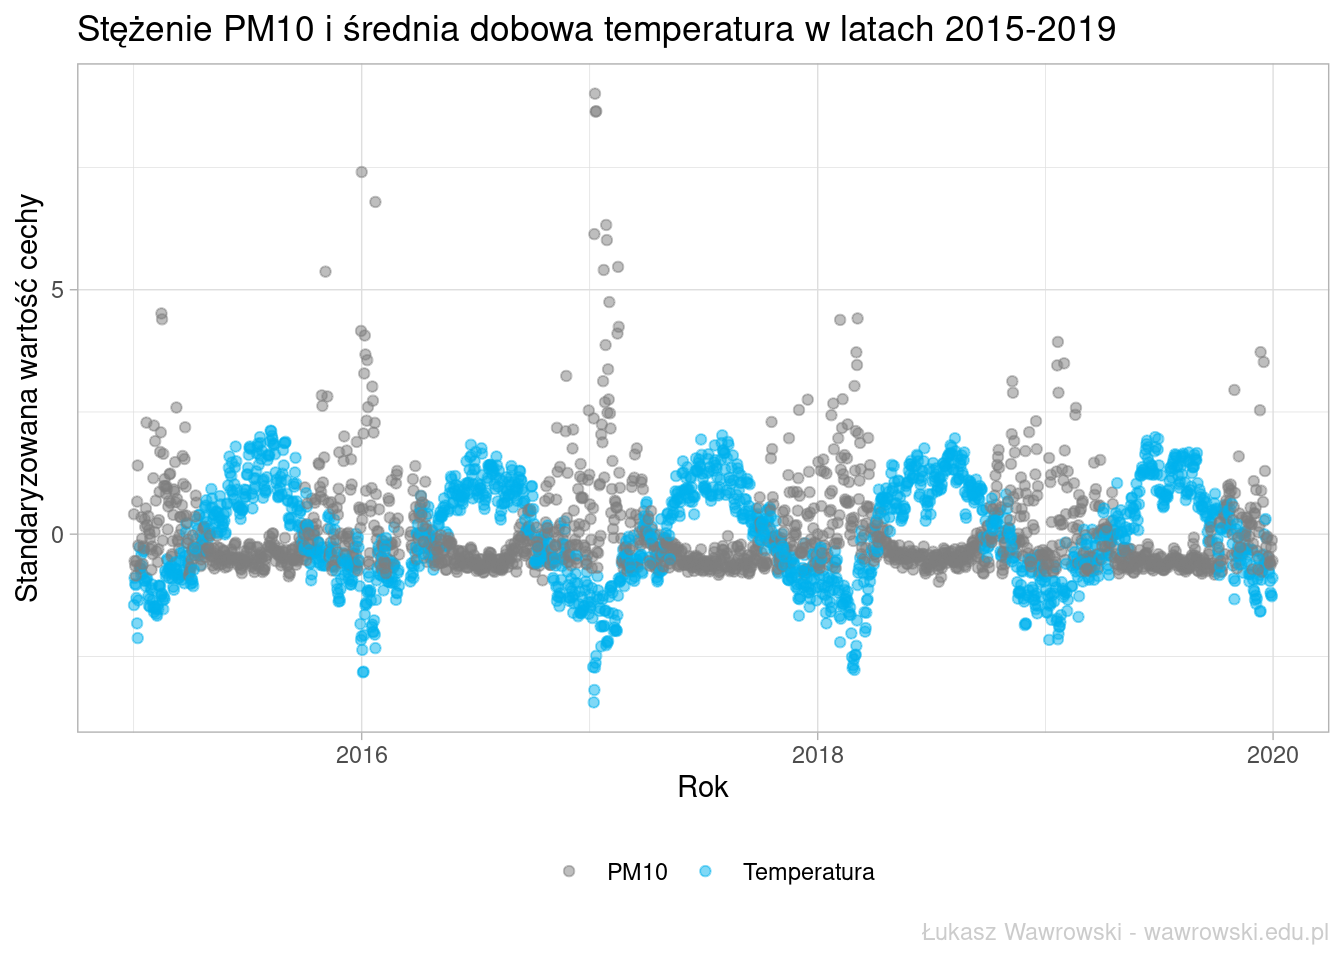 Stężenie PM10 i średnia dobowa temperatura w latach 2015-2019
Standaryzowana wartość cechy
5
0
2016
2018
2020
Rok
PM10
Temperatura
Łukasz Wawrowski - wawrowski.edu.pl